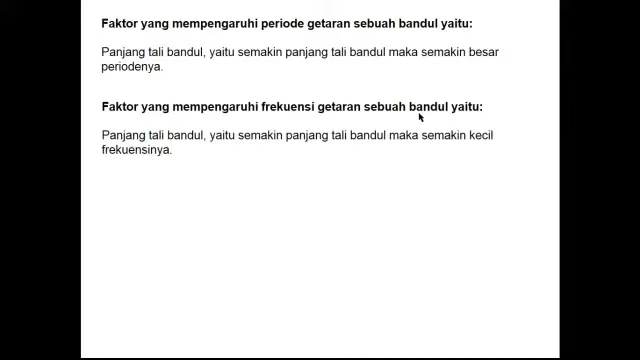 Faktor yang mempengaruhi periode getaran sebuah bandul yaitu:
Panjang tali bandul, yaitu semakin panjang tali bandul maka semakin besar
periodenya.
Faktor yang mempengaruhi frekuensi getaran sebuah bandul yaitu:
Panjang tali bandul, yaitu semakin panjang tali bandul maka semakin kecil
frekuensinya.